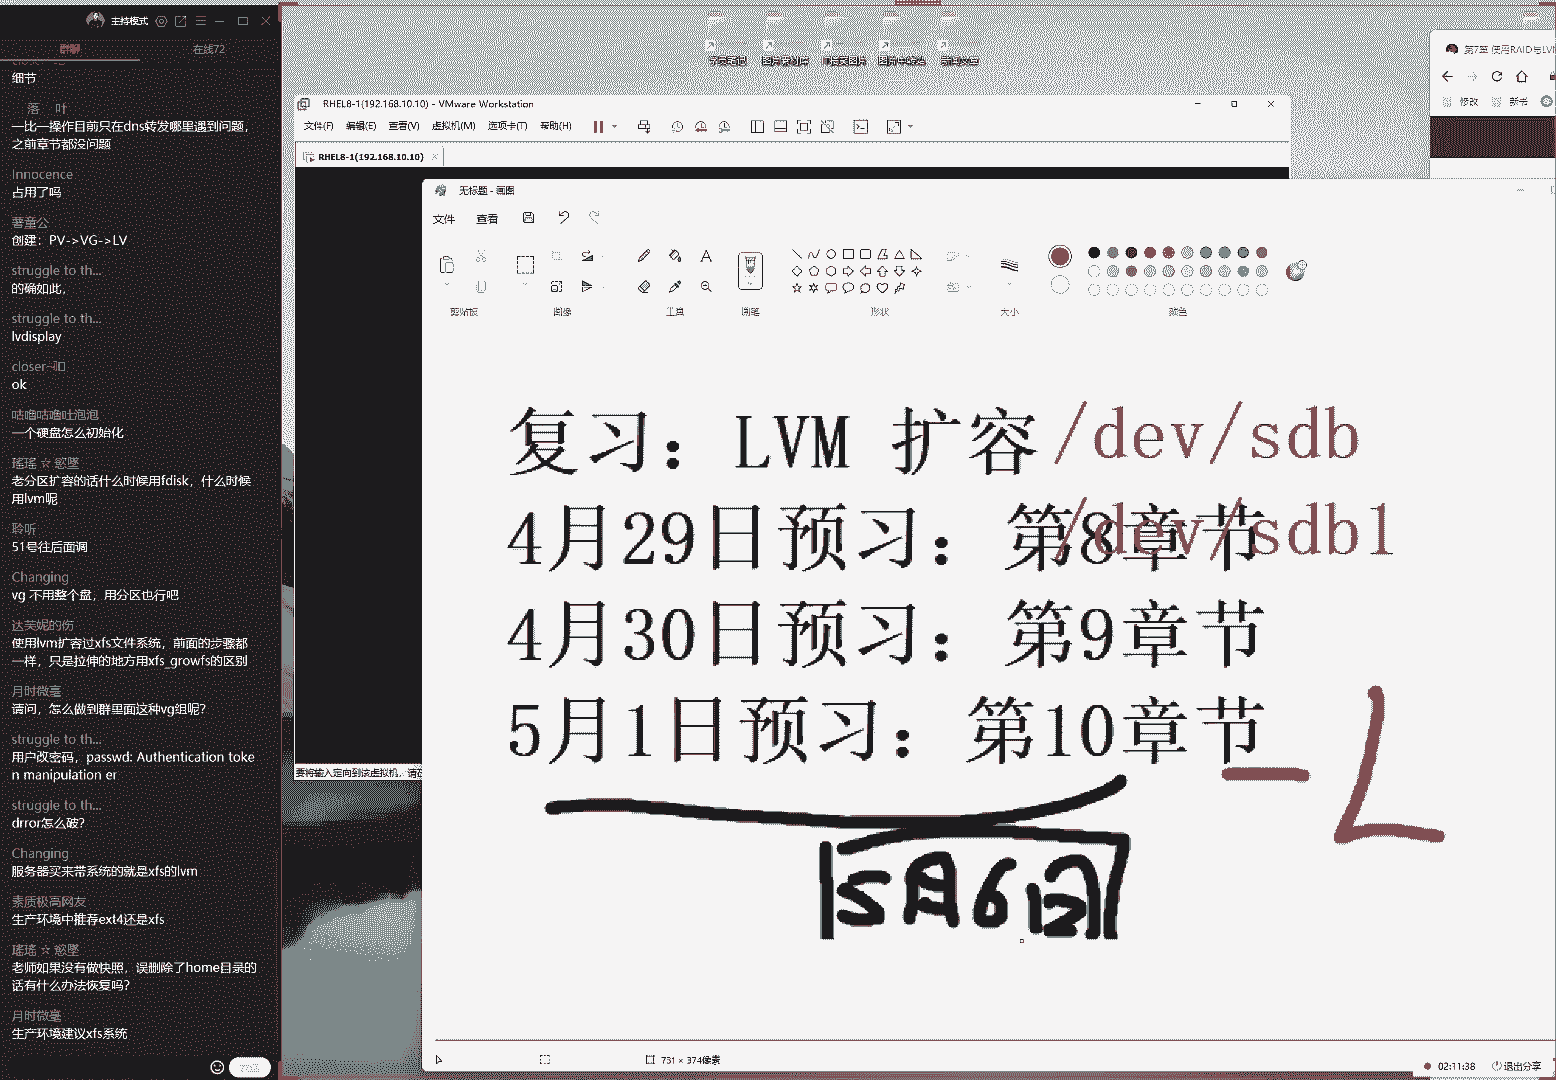 主持模式
群聊
在线72
细节
落 叶
一比一操作目前只在dns转发哪里遇到问题，
之前章节都没问题
Innocence
占用了吗
薯童公
创建：PV->VG->LV
struggle to th...
的确如此，
struggle to th...
lvdisplay
ok
咕噜咕噜吐泡泡
一个硬盘怎么初始化
瑶瑶 ☆ 慾墜
老分区扩容的话什么时候用fdisk，什么时候
用lvm呢
聆听
51号往后面调
Changing
vg 不用整个盘，用分区也行吧
达芙妮的伤
使用lvm扩容过xfs文件系统，前面的步骤都
一样，只是拉伸的地方用xfs_growfs的区别
月时微毫
请问，怎么做到群里面这种vg组呢？
struggle to th...
用户改密码，passwd: Authentication toke
n manipulation er
struggle to th...
drror怎么破？
Changing
服务器买来带系统的就是xfs的lvm
素质极高网友
生产环境中推荐ext4还是xfs
瑶瑶 ☆ 慾墜
老师如果没有做快照，误删除了home目录的
话有什么办法恢复吗？
月时微毫
生产环境建议xfs系统
RHEL8-1(192.168.10.10) - VMware Workstation
文件(F) 编辑(E) 查看(V) 虚拟机(M) 选项卡(T) 帮助(H)
RHEL8-1(192.168.10.10)
要将输入定向到该虚拟机，请在
第7章 使用RAID与LVM
修改 新书
无标题 - 画图
文件 查看
剪贴板 图像 工具 画笔 形状 大小 颜色
复习：LVM 扩容 /dev/sdb
4月29日预习：第8章节 /dev/sdb1
4月30日预习：第9章节
5月1日预习：第10章节
L
5月6日
731 × 374像素
02:11:38 退出分享